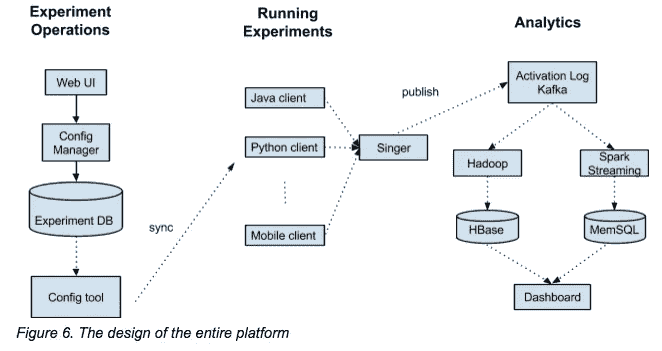 Experiment
Operations
Web UI
Config
Manager
Experiment DB
Config tool
sync
Running
Experiments
Java client
Python client
Mobile client
Singer
publish
Analytics
Activation Log
Kafka
Hadoop
Spark
Streaming
HBase
MemSQL
Dashboard
Figure 6. The design of the entire platform